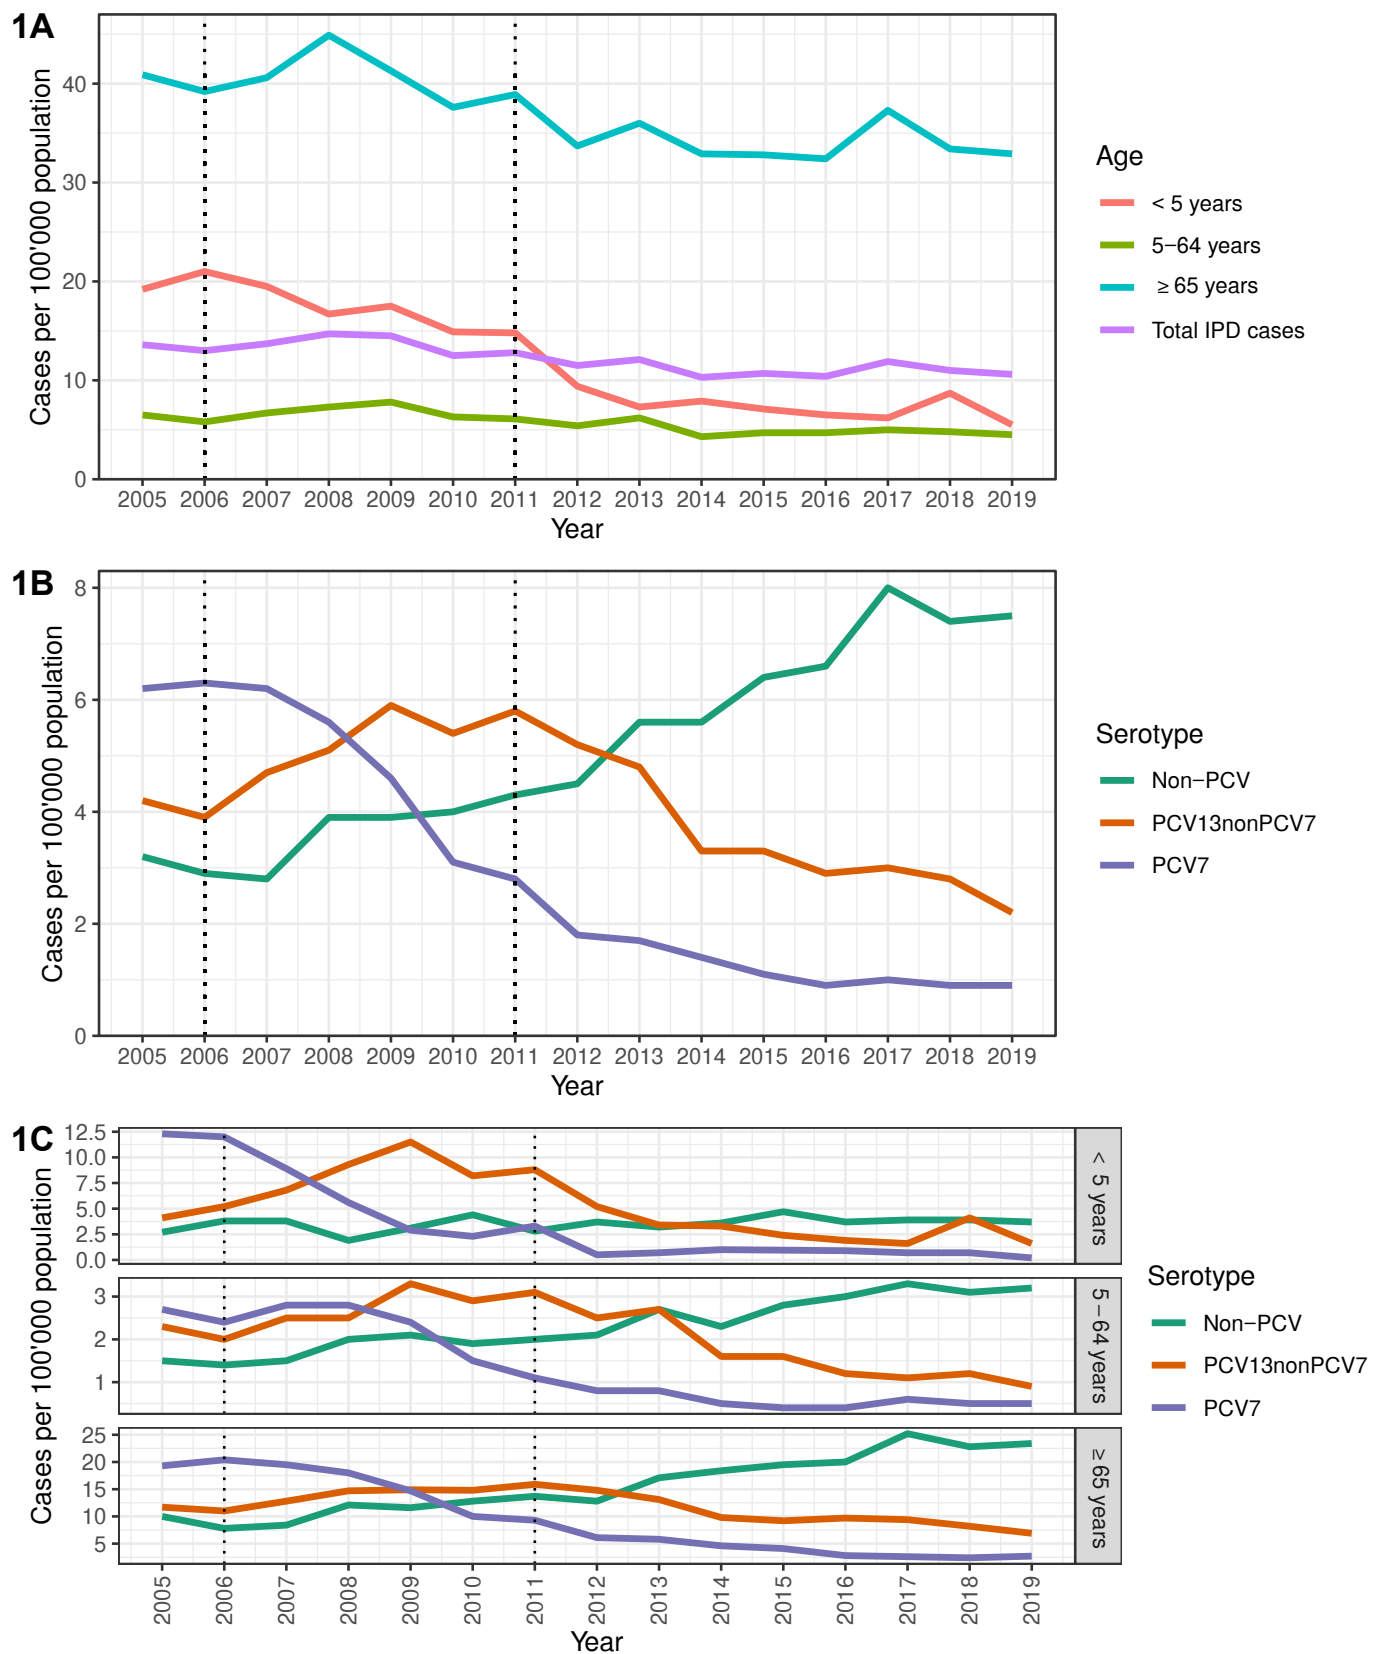 1A
Cases per 100'000 population
40
30
20
10
0
2005 2006 2007 2008 2009 2010 2011 2012 2013 2014 2015 2016 2017 2018 2019
Year
Age
< 5 years
5−64 years
≥ 65 years
Total IPD cases
1B
Cases per 100'000 population
8
6
4
2
0
2005 2006 2007 2008 2009 2010 2011 2012 2013 2014 2015 2016 2017 2018 2019
Year
Serotype
Non−PCV
PCV13nonPCV7
PCV7
1C
Cases per 100'000 population
12.5
10.0
7.5
5.0
2.5
0.0
< 5 years
3
2
1
5−64 years
25
20
15
10
5
≥ 65 years
2005 2006 2007 2008 2009 2010 2011 2012 2013 2014 2015 2016 2017 2018 2019
Year
Serotype
Non−PCV
PCV13nonPCV7
PCV7